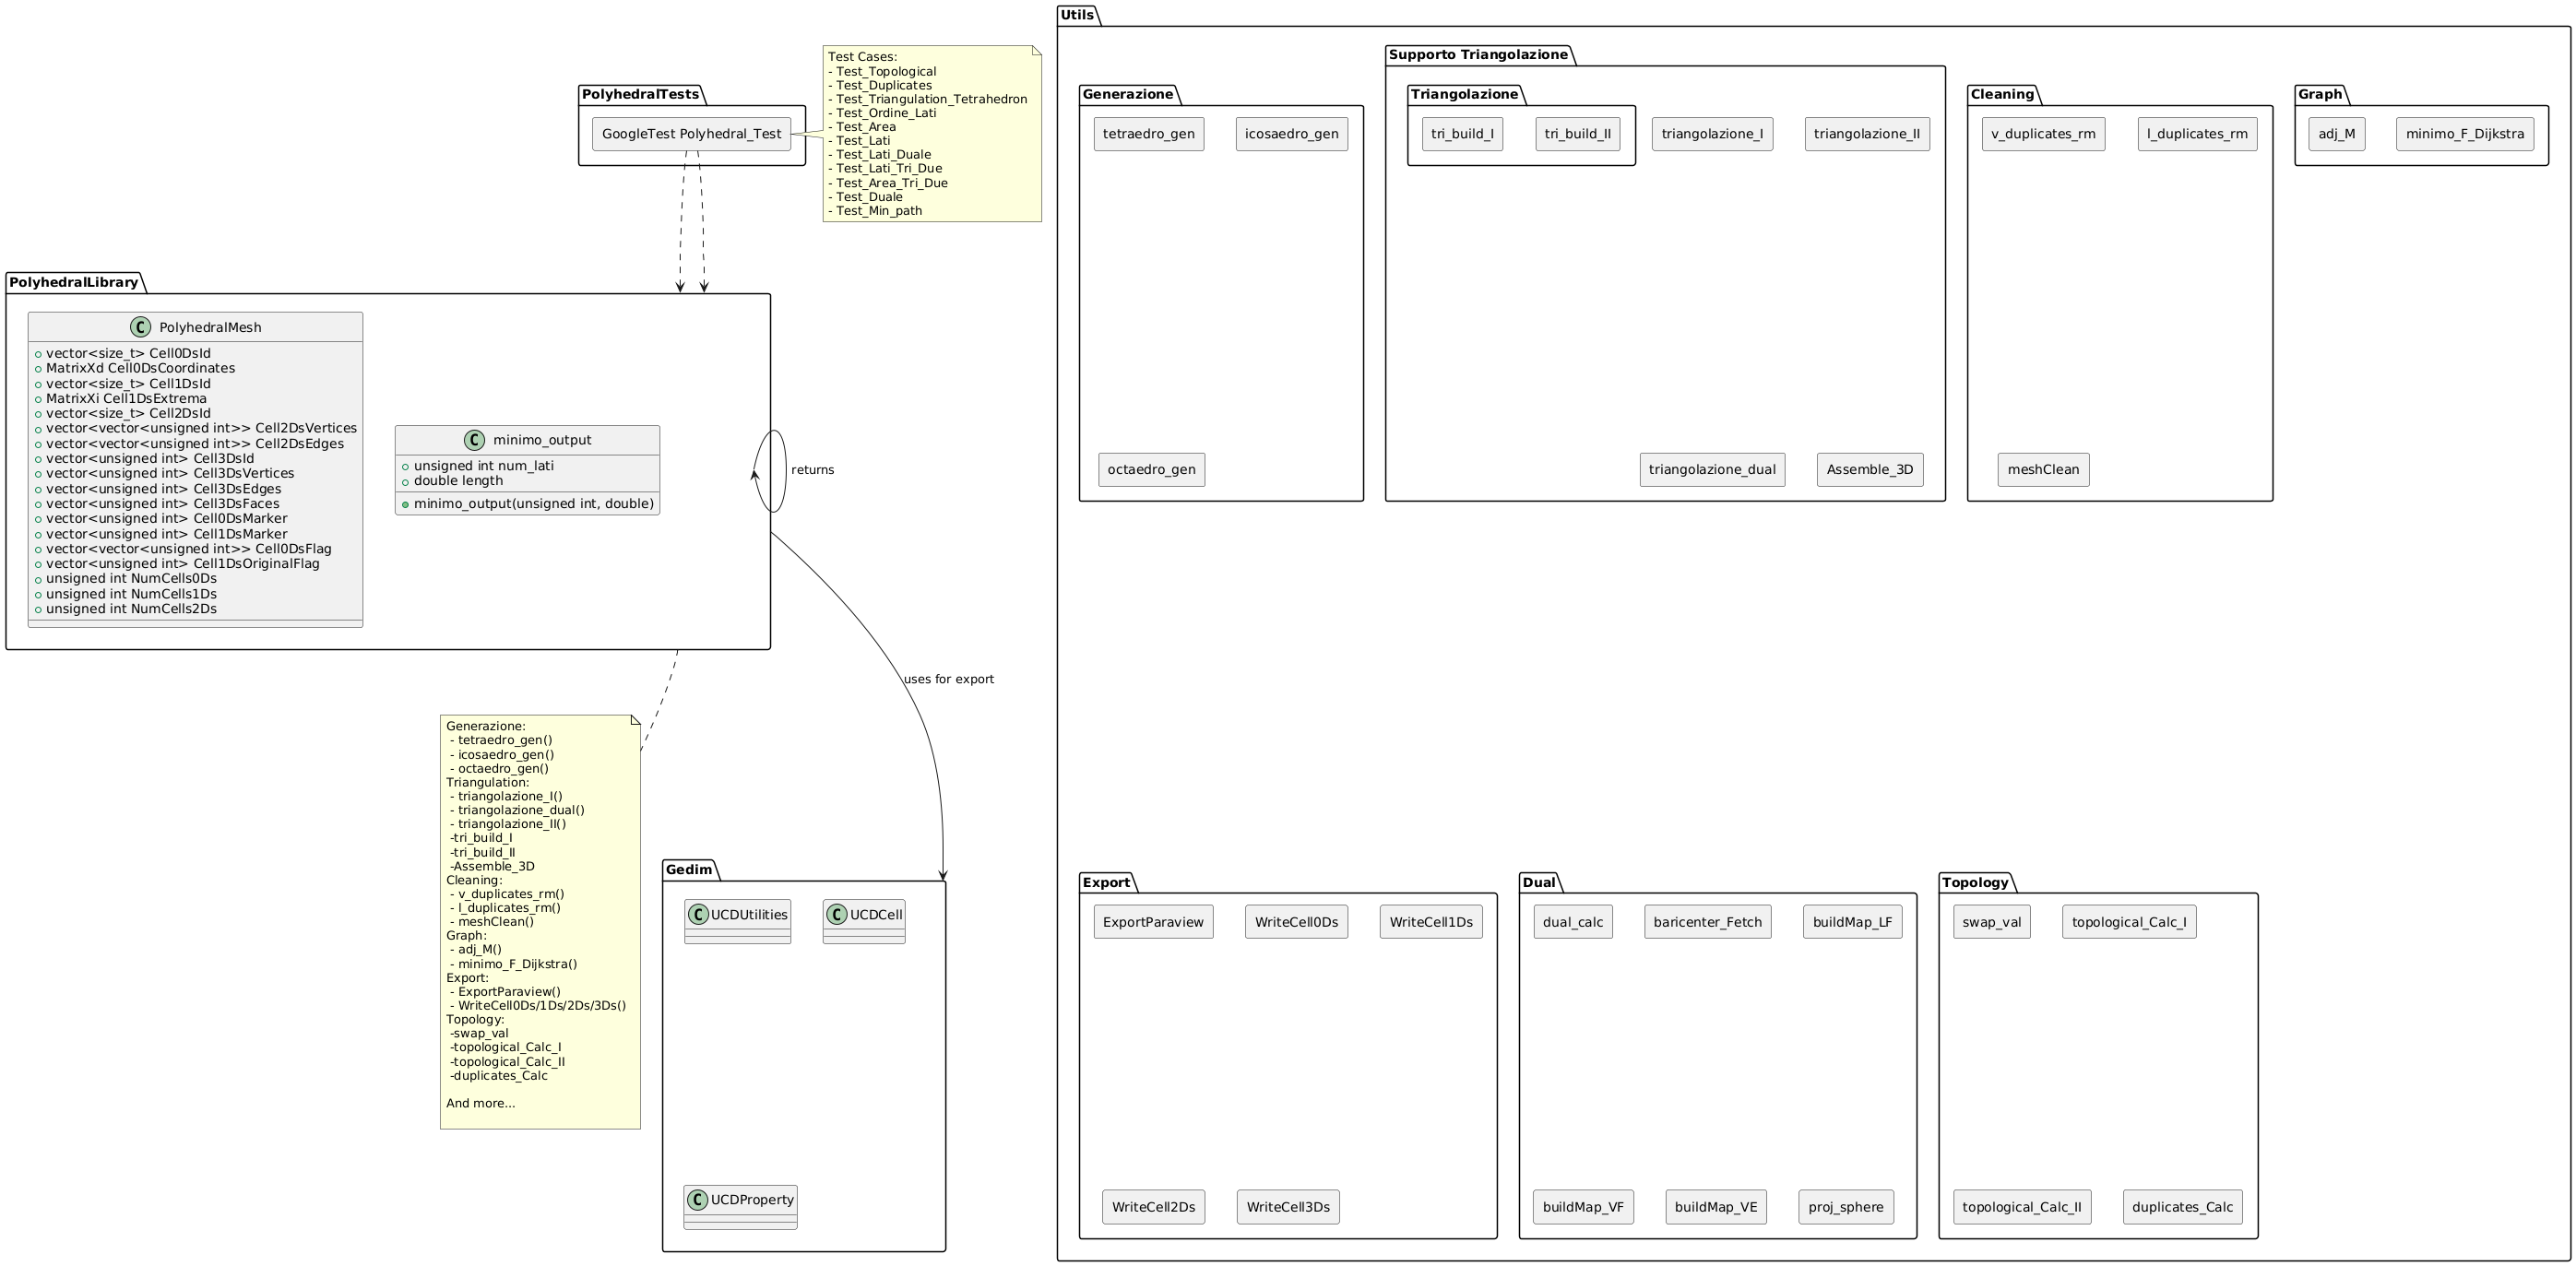 PolyhedralTests
GoogleTest Polyhedral_Test
Test Cases:
- Test_Topological
- Test_Duplicates
- Test_Triangulation_Tetrahedron
- Test_Ordine_Lati
- Test_Area
- Test_Lati
- Test_Lati_Duale
- Test_Lati_Tri_Due
- Test_Area_Tri_Due
- Test_Duale
- Test_Min_path
PolyhedralLibrary
C PolyhedralMesh
vector<size_t> Cell0DsId
MatrixXd Cell0DsCoordinates
vector<size_t> Cell1DsId
MatrixXi Cell1DsExtrema
vector<size_t> Cell2DsId
vector<vector<unsigned int>> Cell2DsVertices
vector<vector<unsigned int>> Cell2DsEdges
vector<unsigned int> Cell3DsId
vector<unsigned int> Cell3DsVertices
vector<unsigned int> Cell3DsEdges
vector<unsigned int> Cell3DsFaces
vector<unsigned int> Cell0DsMarker
vector<unsigned int> Cell1DsMarker
vector<vector<unsigned int>> Cell0DsFlag
vector<unsigned int> Cell1DsOriginalFlag
unsigned int NumCells0Ds
unsigned int NumCells1Ds
unsigned int NumCells2Ds
C minimo_output
unsigned int num_lati
double length
minimo_output(unsigned int, double)
returns
uses for export
Generazione:
- tetraedro_gen()
- icosaedro_gen()
- octaedro_gen()
Triangulation:
- triangolazione_I()
- triangolazione_dual()
- triangolazione_II()
-tri_build_I
-tri_build_II
-Assemble_3D
Cleaning:
- v_duplicates_rm()
- l_duplicates_rm()
- meshClean()
Graph:
- adj_M()
- minimo_F_Dijkstra()
Export:
- ExportParaview()
- WriteCell0Ds/1Ds/2Ds/3Ds()
Topology:
-swap_val
-topological_Calc_I
-topological_Calc_II
-duplicates_Calc
And more...
Gedim
C UCDUtilities
C UCDCell
C UCDProperty
Utils
Generazione
tetraedro_gen
icosaedro_gen
octaedro_gen
Supporto Triangolazione
Triangolazione
tri_build_I
tri_build_II
triangolazione_I
triangolazione_II
triangolazione_dual
Assemble_3D
Cleaning
v_duplicates_rm
l_duplicates_rm
meshClean
Graph
adj_M
minimo_F_Dijkstra
Export
ExportParaview
WriteCell0Ds
WriteCell1Ds
WriteCell2Ds
WriteCell3Ds
Dual
dual_calc
baricenter_Fetch
buildMap_LF
buildMap_VF
buildMap_VE
proj_sphere
Topology
swap_val
topological_Calc_I
topological_Calc_II
duplicates_Calc